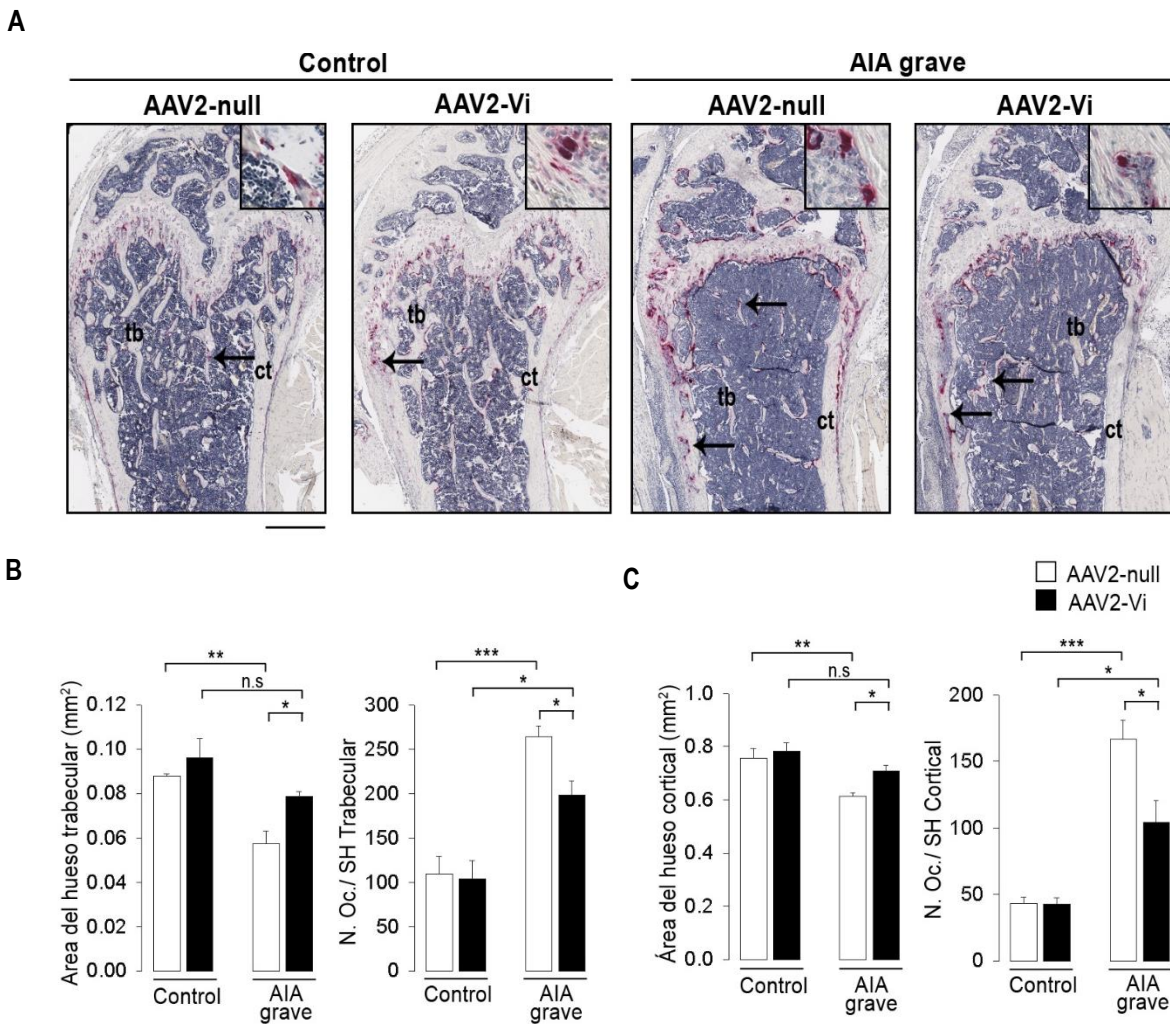 A
Control
AIA grave
AAV2-null
AAV2-Vi
AAV2-null
AAV2-Vi
tb
ct
tb
ct
tb
ct
tb
ct
B
C
AAV2-null
AAV2-Vi
**
n.s
*
Área del hueso trabecular (mm²)
0.12
0.10
0.08
0.06
0.04
0.02
0.00
Control
AIA
grave
***
*
*
N. Oc./ SH Trabecular
300
250
200
150
100
50
0
Control
AIA
grave
**
n.s
*
Área del hueso cortical (mm²)
1.0
0.8
0.6
0.4
0.2
0.0
Control
AIA
grave
***
*
*
N. Oc./ SH Cortical
200
150
100
50
0
Control
AIA
grave